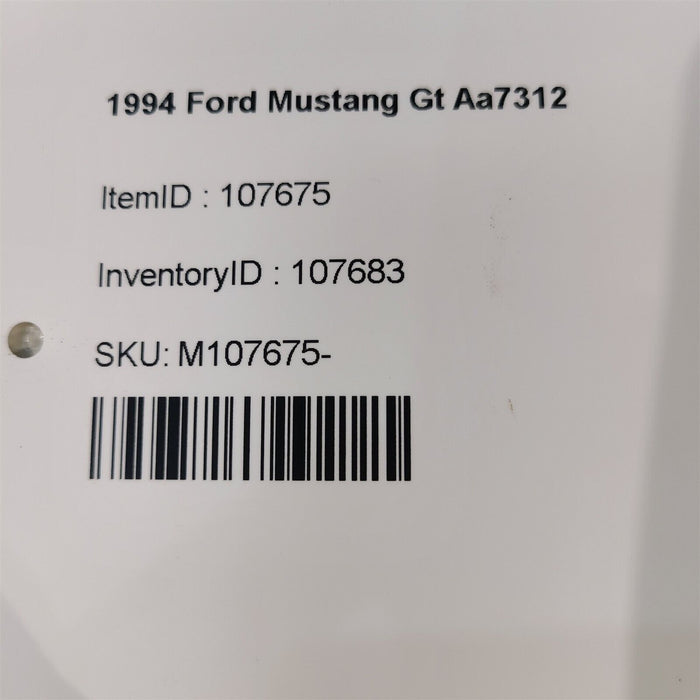 1994 Ford Mustang Gt Aa7312
ItemID : 107675
InventoryID : 107683
SKU: M107675-